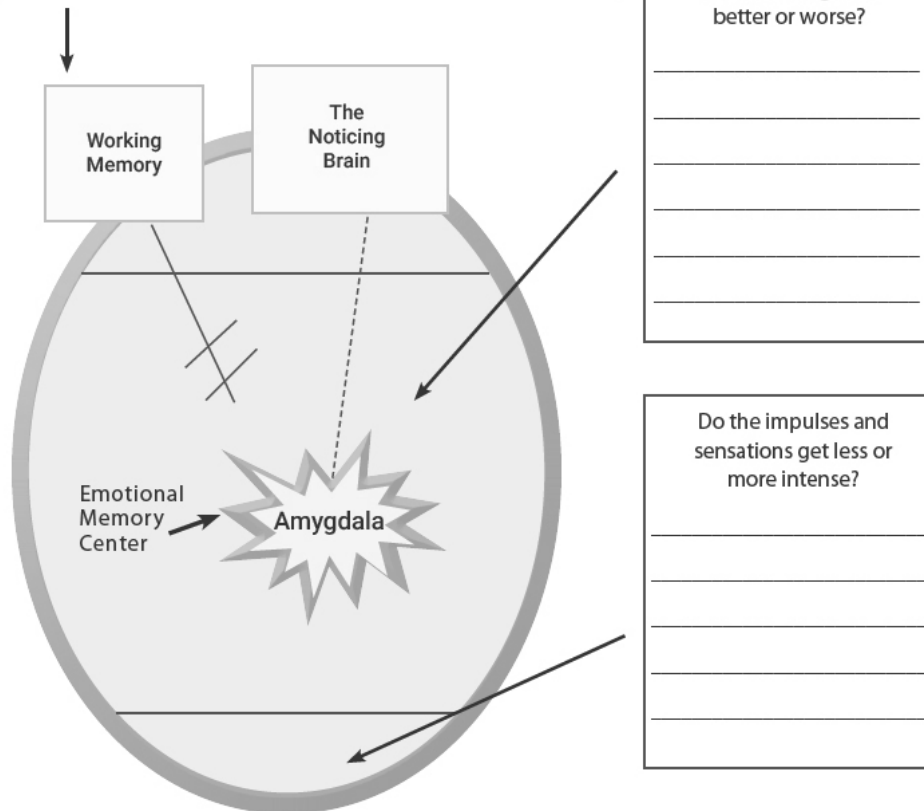 better or worse?
Working
Memory
The
Noticing
Brain
Do the impulses and
sensations get less or
more intense?
Emotional
Memory
Center
Amygdala